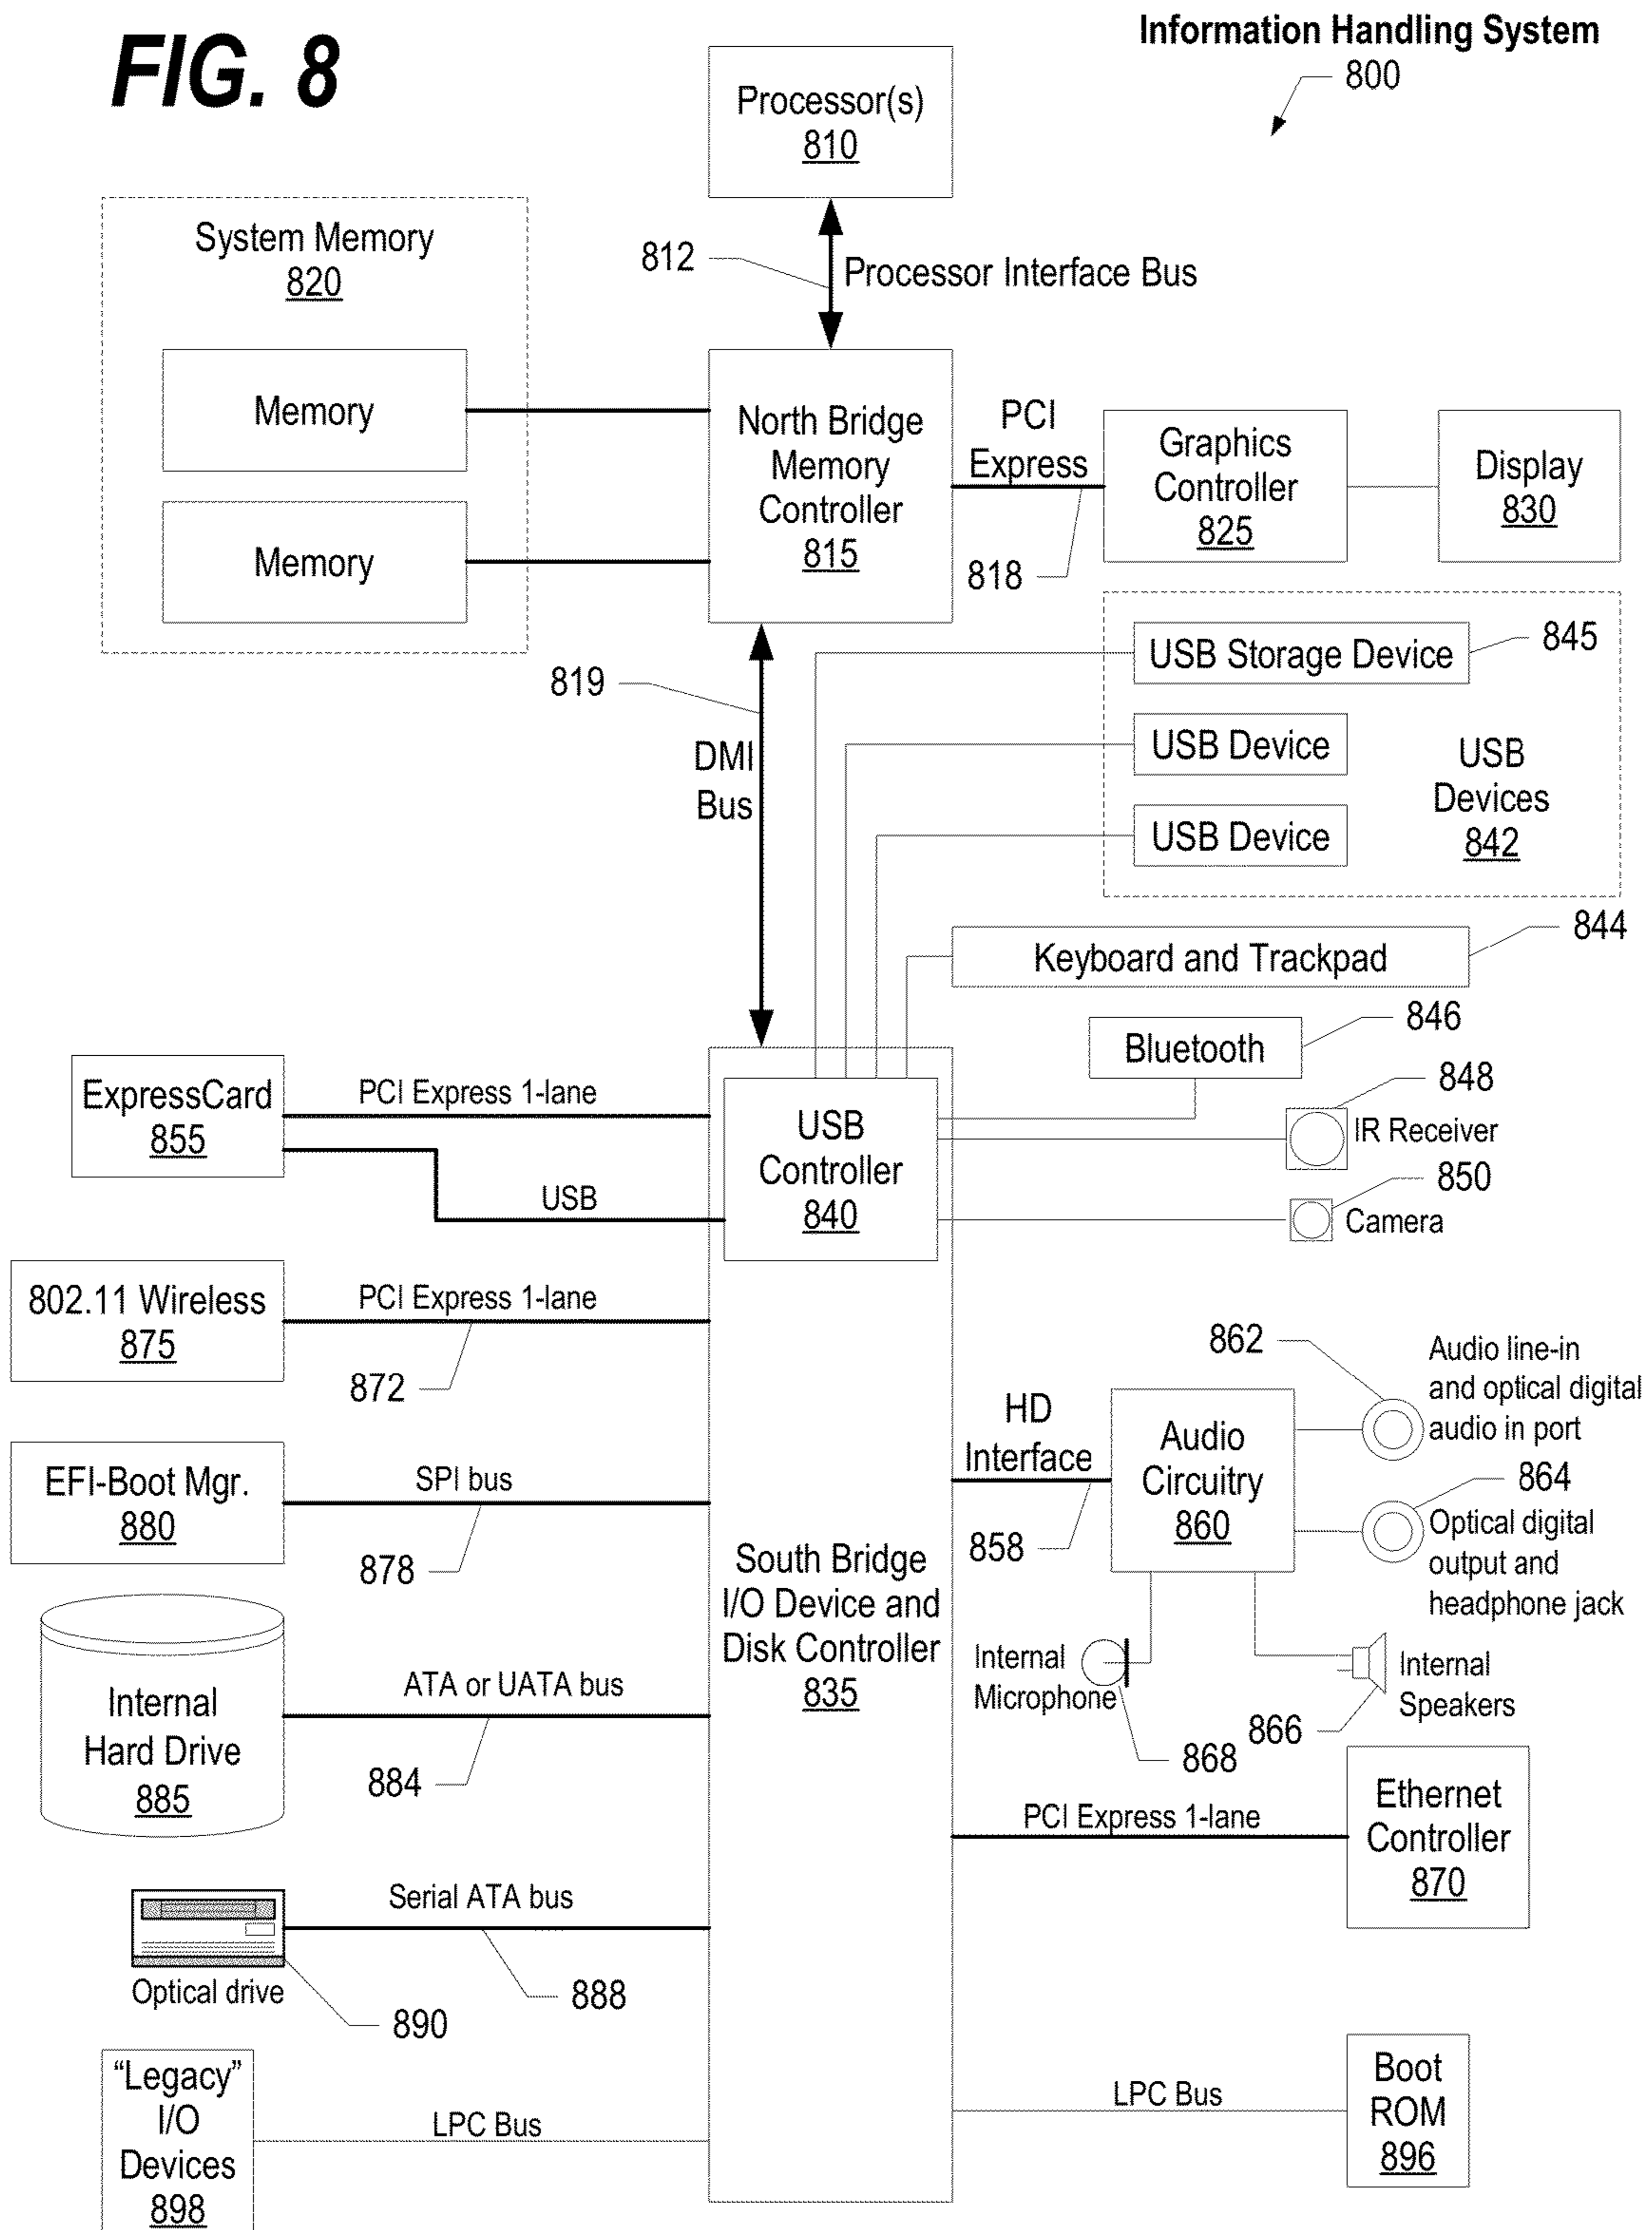 FIG. 8
Information Handling System
800
Processor(s)
810
System Memory
820
812
Processor Interface Bus
Memory
Memory
North Bridge
Memory
Controller
815
PCI
Express
818
Graphics
Controller
825
Display
830
819
DMI
Bus
USB Storage Device
845
USB Device
USB Device
USB
Devices
842
Keyboard and Trackpad
844
Bluetooth
846
848
IR Receiver
850
Camera
ExpressCard
855
PCI Express 1-lane
USB
USB
Controller
840
802.11 Wireless
875
PCI Express 1-lane
872
862
Audio line-in
and optical digital
audio in port
HD
Interface
858
Audio
Circuitry
860
864
Optical digital
output and
headphone jack
EFI-Boot Mgr.
880
SPI bus
878
South Bridge
I/O Device and
Disk Controller
835
Internal
Microphone
868
Internal
Speakers
866
Internal
Hard Drive
885
ATA or UATA bus
884
PCI Express 1-lane
Ethernet
Controller
870
Serial ATA bus
888
Optical drive
890
“Legacy”
I/O
Devices
898
LPC Bus
LPC Bus
Boot
ROM
896